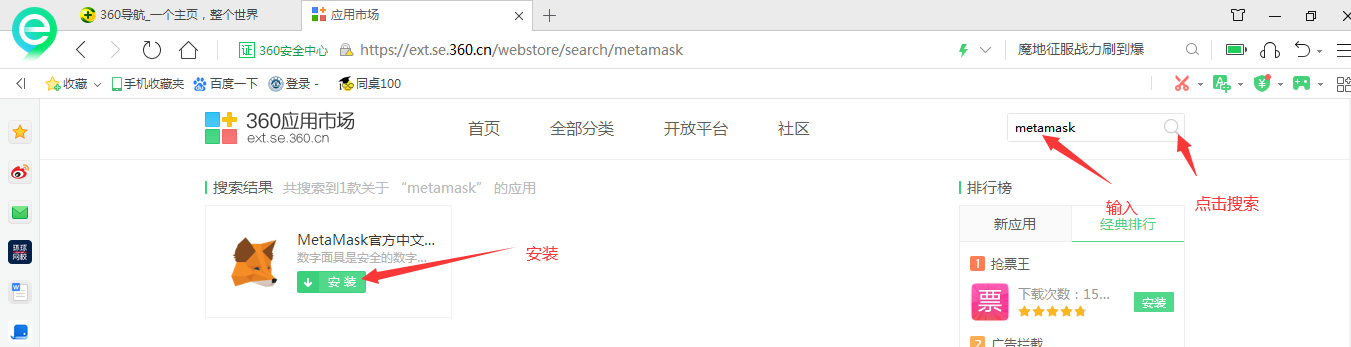 360导航_一个主页，整个世界
应用市场
证 360安全中心 https://ext.se.360.cn/webstore/search/metamask
魔地征服战力刷到爆
收藏 手机收藏夹 百度一下 登录 - 同桌100
360应用市场
ext.se.360.cn
首页 全部分类 开放平台 社区
metamask
搜索结果 共搜索到1款关于 “metamask” 的应用
排行榜
输入
点击搜索
新应用 经典排行
MetaMask官方中文...
数字面具是安全的数字...
安装
安装
1 抢票王
票 下载次数：15...
安装
2 广告拦截
环球
网校